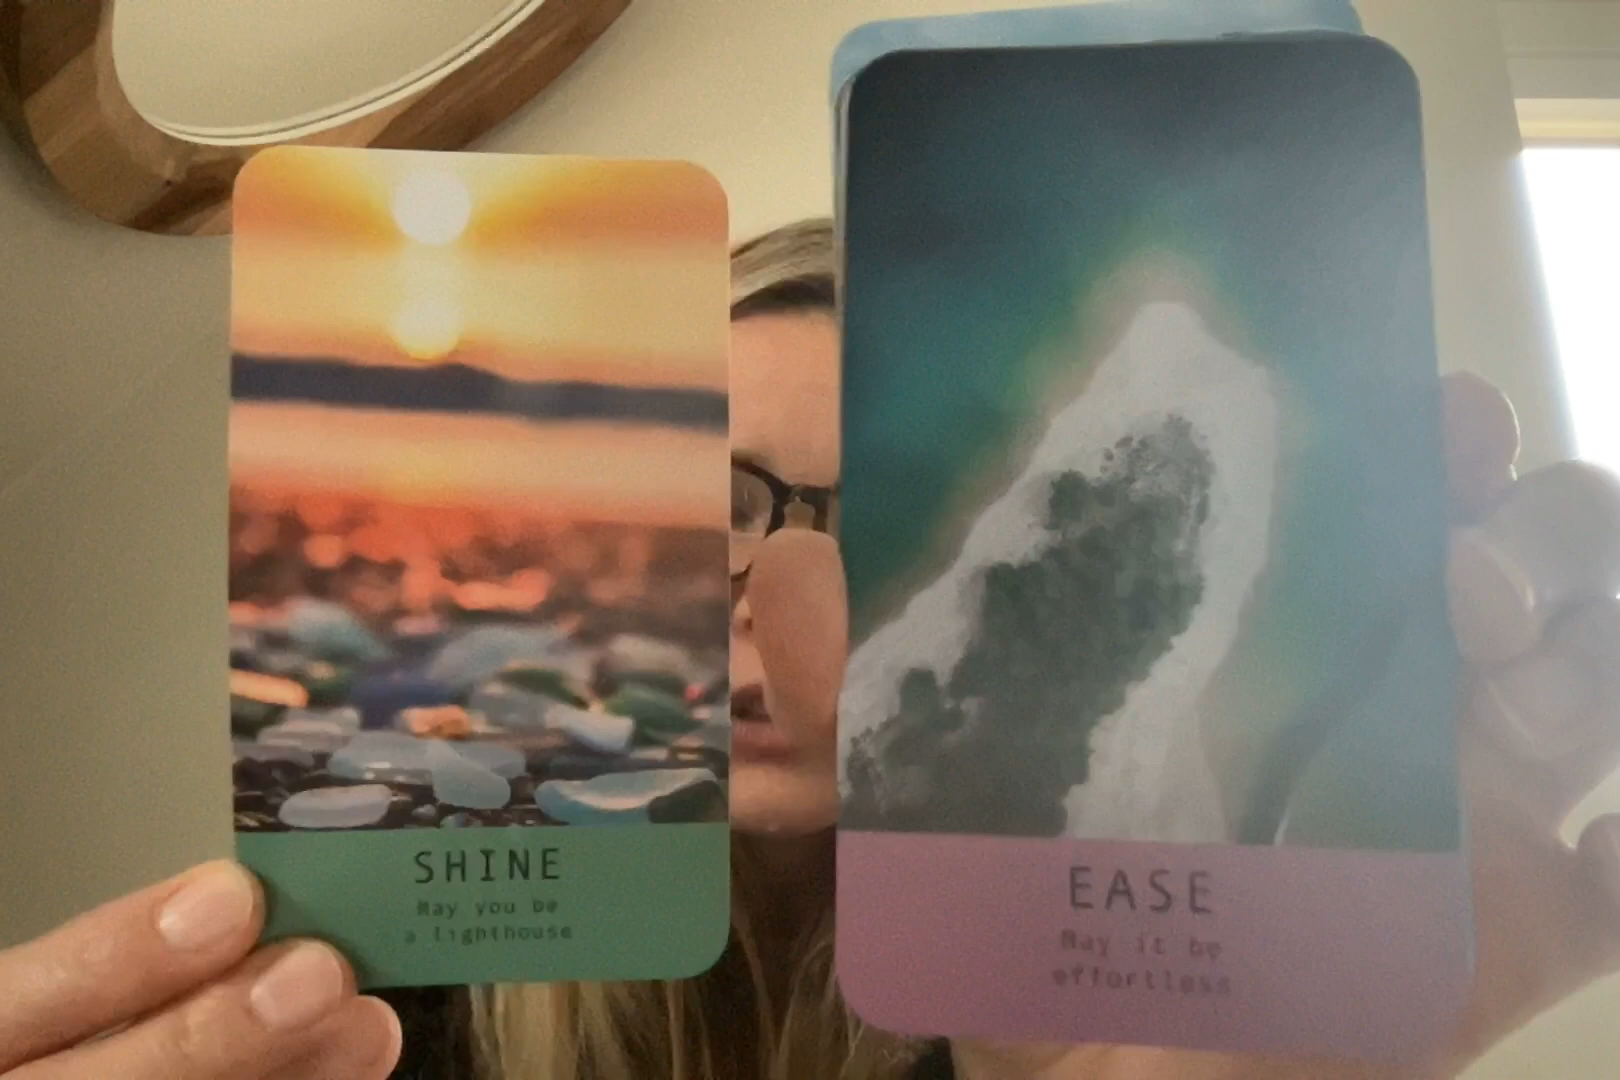 SHINE
May you be
a lighthouse
EASE
May it be
effortless